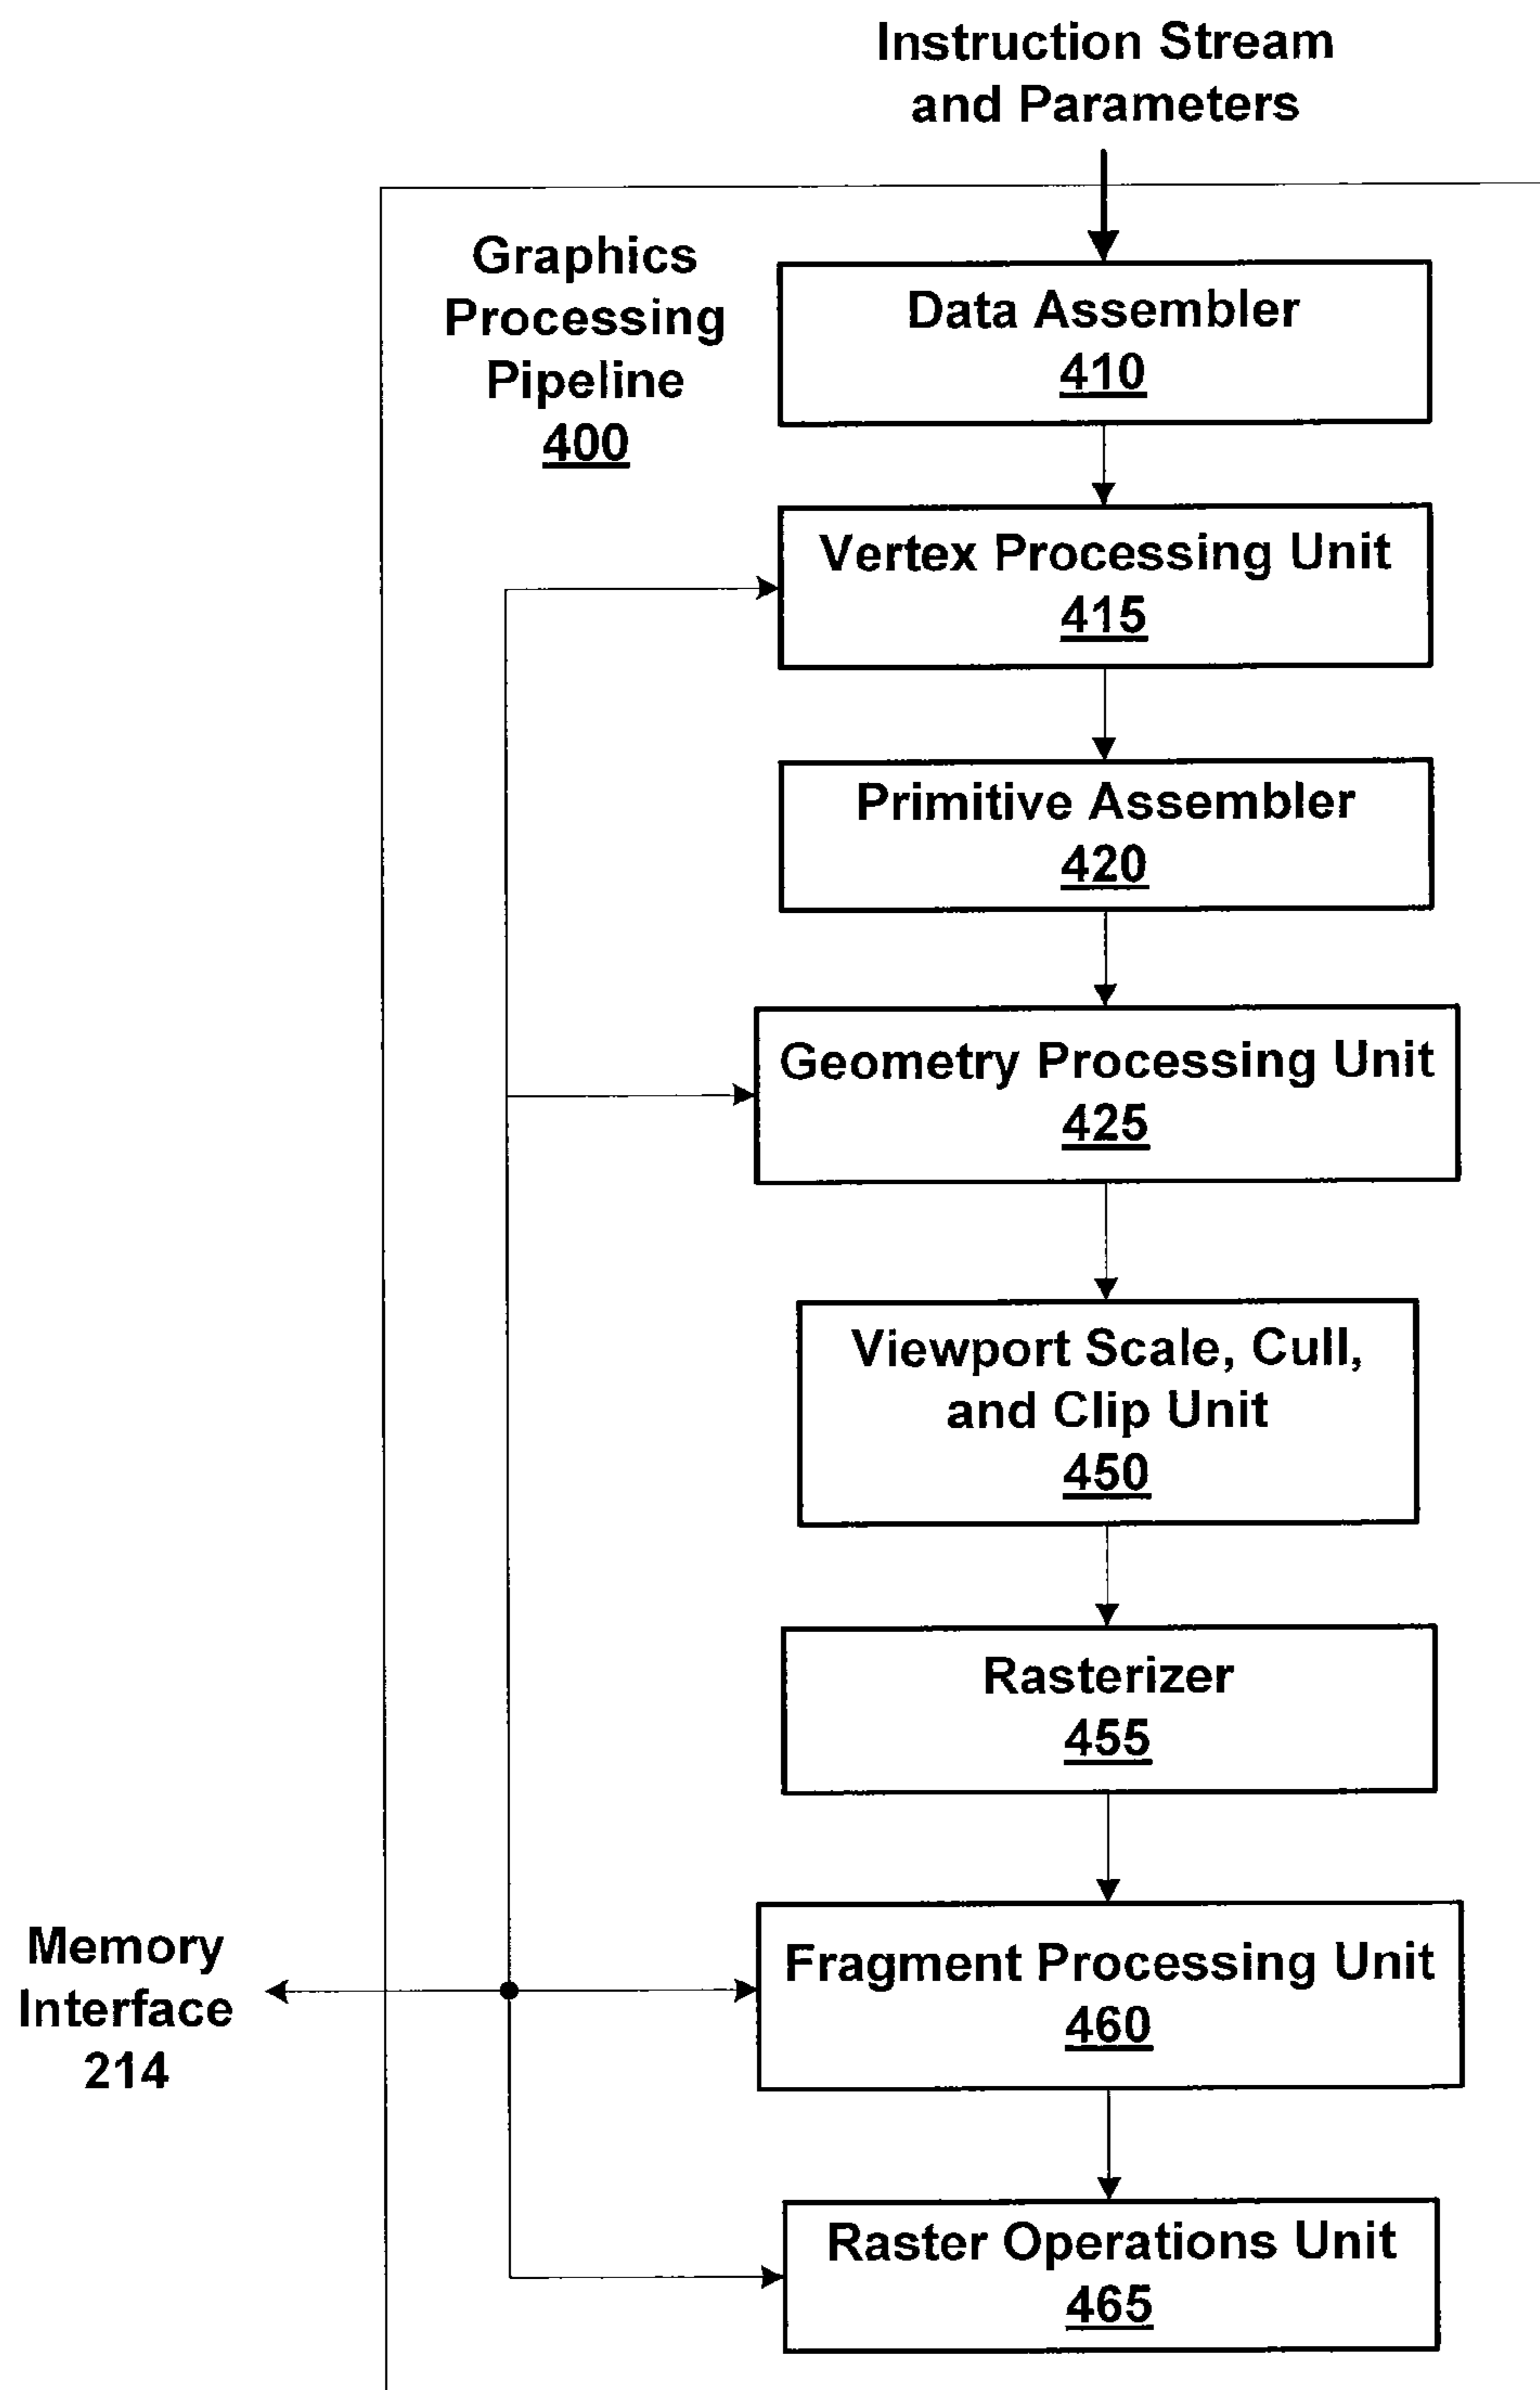 Instruction Stream
and Parameters
Graphics
Processing
Pipeline
400
Data Assembler
410
Vertex Processing Unit
415
Primitive Assembler
420
Geometry Processing Unit
425
Viewport Scale, Cull,
and Clip Unit
450
Rasterizer
455
Memory
Interface
214
Fragment Processing Unit
460
Raster Operations Unit
465